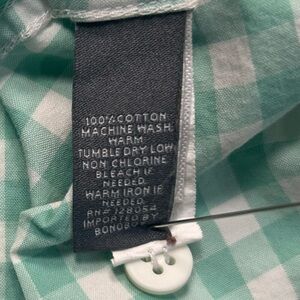 100% COTTON
MACHINE WASH
WARM
TUMBLE DRY LOW
NON CHLORINE
BLEACH IF
NEEDED
WARM IRON IF
NEEDED.
RN# 128054
IMPORTED BY
BONOBO